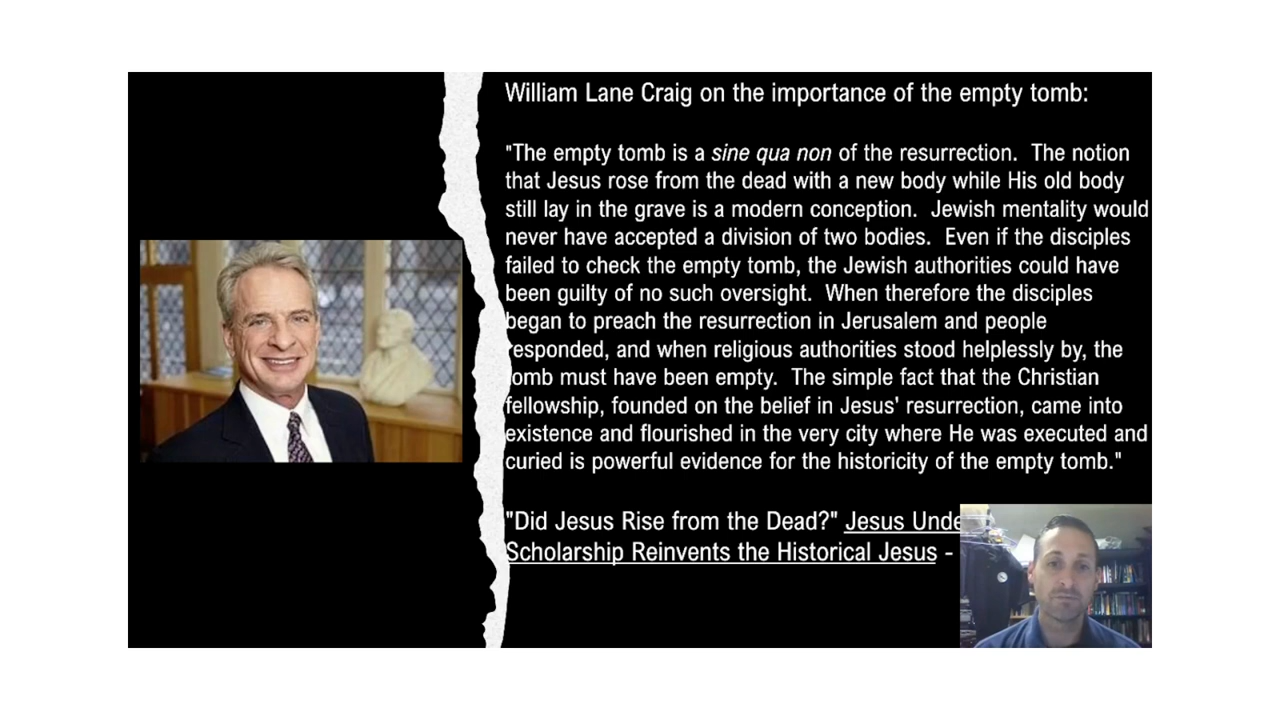 William Lane Craig on the importance of the empty tomb:
"The empty tomb is a sine qua non of the resurrection. The notion
that Jesus rose from the dead with a new body while His old body
still lay in the grave is a modern conception. Jewish mentality would
never have accepted a division of two bodies. Even if the disciples
failed to check the empty tomb, the Jewish authorities could have
been guilty of no such oversight. When therefore the disciples
began to preach the resurrection in Jerusalem and people
responded, and when religious authorities stood helplessly by, the
tomb must have been empty. The simple fact that the Christian
fellowship, founded on the belief in Jesus' resurrection, came into
existence and flourished in the very city where He was executed and
curied is powerful evidence for the historicity of the empty tomb."
"Did Jesus Rise from the Dead?" Jesus Unde
Scholarship Reinvents the Historical Jesus -